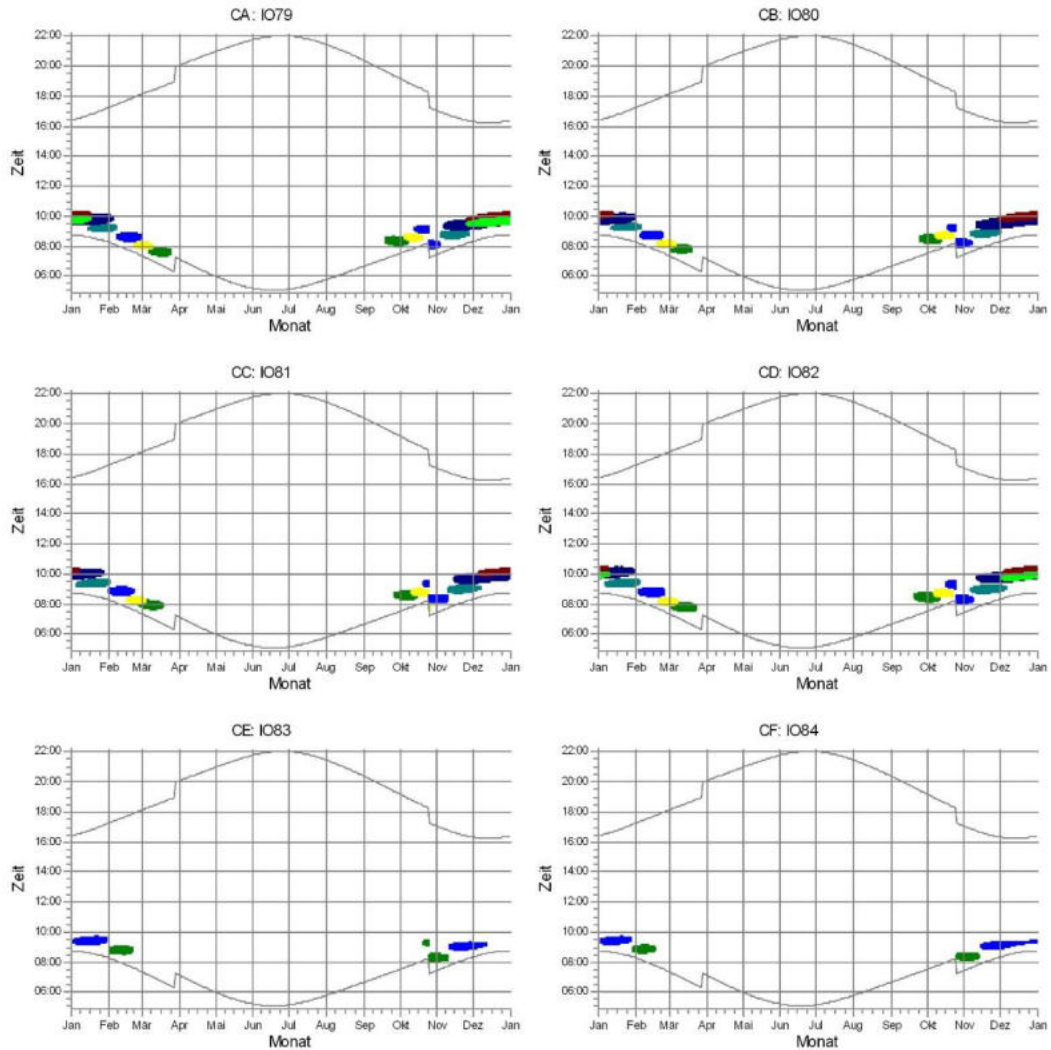 CA: IO79
22:00
20:00
18:00
16:00
14:00
12:00
10:00
08:00
06:00
Zeit
Jan Feb Mär Apr Mai Jun Jul Aug Sep Okt Nov Dez Jan
Monat
CB: IO80
22:00
20:00
18:00
16:00
14:00
12:00
10:00
08:00
06:00
Zeit
Jan Feb Mär Apr Mai Jun Jul Aug Sep Okt Nov Dez Jan
Monat
CC: IO81
22:00
20:00
18:00
16:00
14:00
12:00
10:00
08:00
06:00
Zeit
Jan Feb Mär Apr Mai Jun Jul Aug Sep Okt Nov Dez Jan
Monat
CD: IO82
22:00
20:00
18:00
16:00
14:00
12:00
10:00
08:00
06:00
Zeit
Jan Feb Mär Apr Mai Jun Jul Aug Sep Okt Nov Dez Jan
Monat
CE: IO83
22:00
20:00
18:00
16:00
14:00
12:00
10:00
08:00
06:00
Zeit
Jan Feb Mär Apr Mai Jun Jul Aug Sep Okt Nov Dez Jan
Monat
CF: IO84
22:00
20:00
18:00
16:00
14:00
12:00
10:00
08:00
06:00
Zeit
Jan Feb Mär Apr Mai Jun Jul Aug Sep Okt Nov Dez Jan
Monat